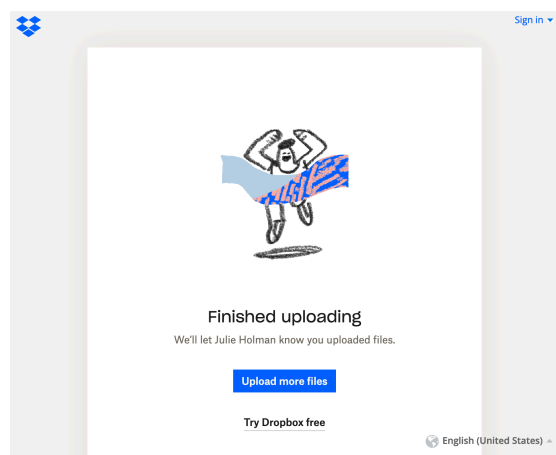 Sign in
Finished uploading
We'll let Julie Holman know you uploaded files.
Upload more files
Try Dropbox free
English (United States)